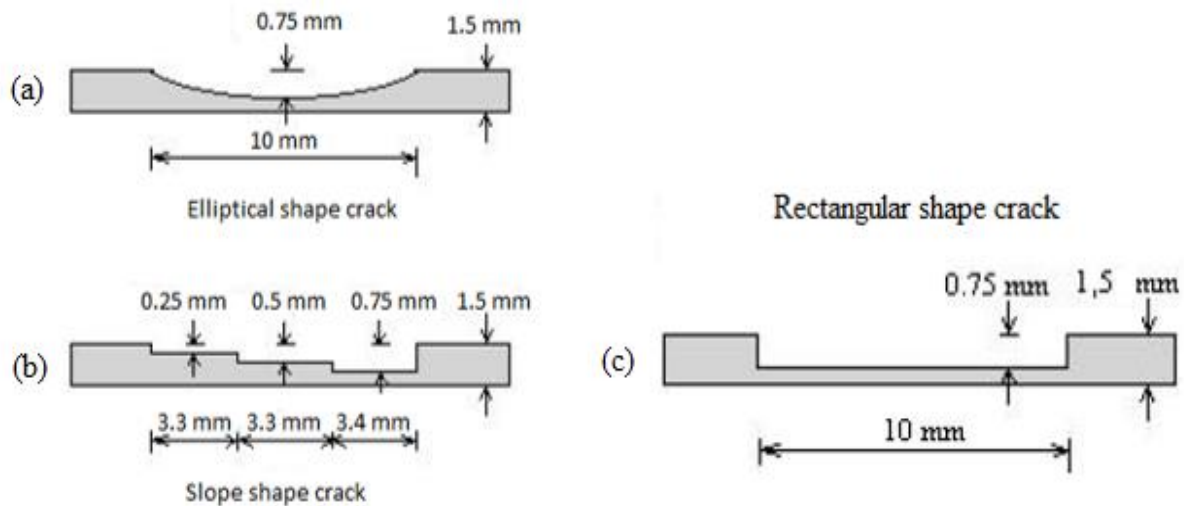 0.75 mm
1.5 mm
(a)
10 mm
Elliptical shape crack
0.25 mm 0.5 mm 0.75 mm 1.5 mm
(b)
3.3 mm 3.3 mm 3.4 mm
Slope shape crack
Rectangular shape crack
0.75 mm 1,5 mm
(c)
10 mm